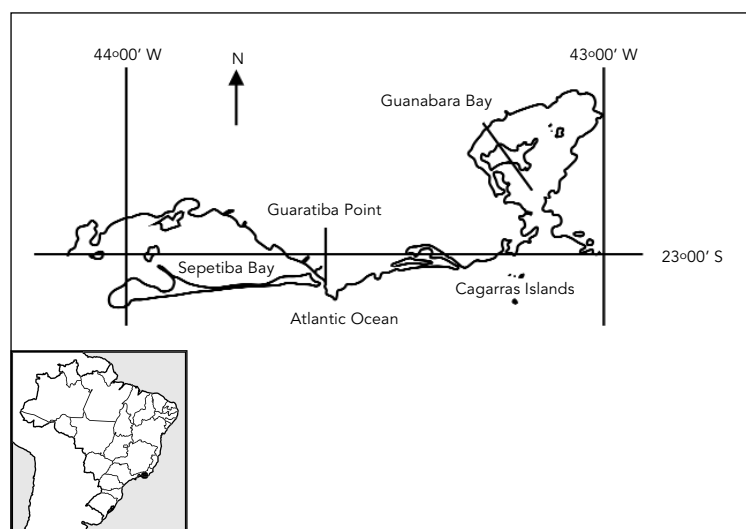 44o00' W
N
43o00' W
Guanabara Bay
Guaratiba Point
23o00' S
Sepetiba Bay
Cagarras Islands
Atlantic Ocean